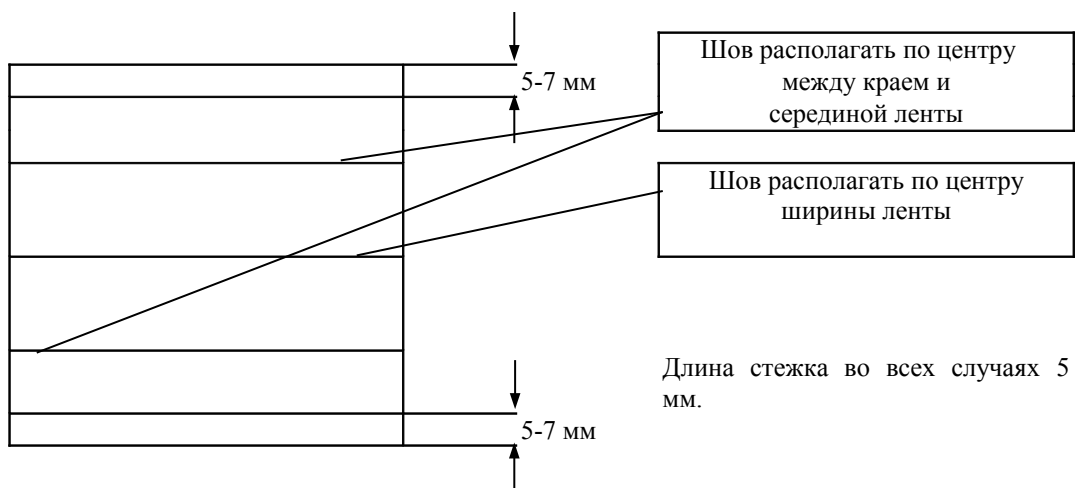 Шов располагать по центру
между краем и
серединой ленты
5-7 мм
Шов располагать по центру
ширины ленты
Длина стежка во всех случаях 5
мм.
5-7 мм